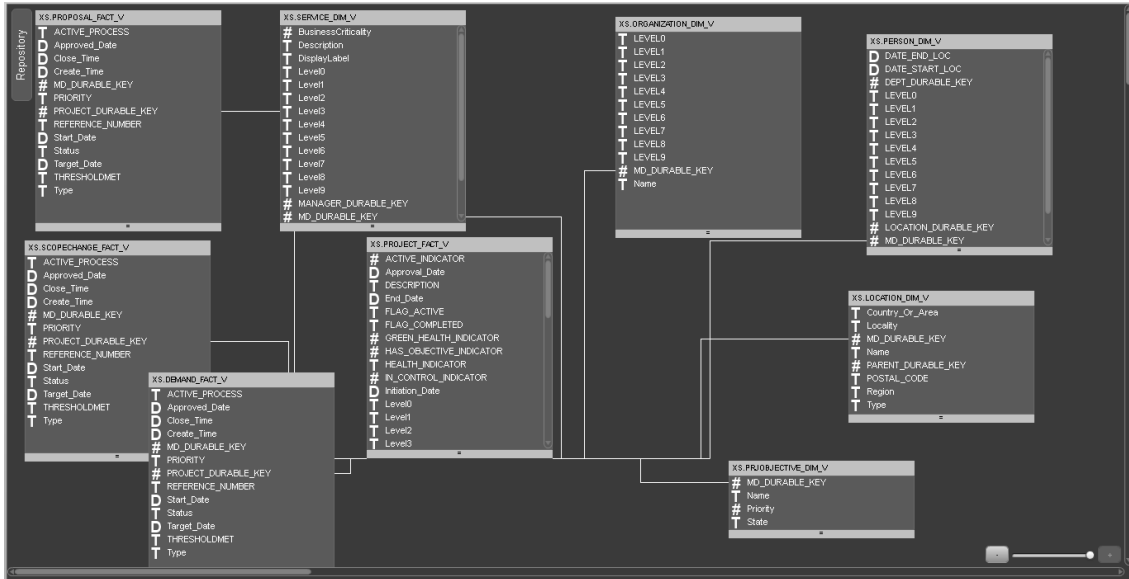 Repository
XS.PROPOSAL_FACT_V
T ACTIVE_PROCESS
D Approved_Date
D Close_Time
D Create_Time
# MD_DURABLE_KEY
T PRIORITY
# PROJECT_DURABLE_KEY
T REFERENCE_NUMBER
D Start_Date
T Status
D Target_Date
T THRESHOLDMET
T Type
=
XS.SERVICE_DIM_V
# BusinessCriticality
T Description
T DisplayLabel
T Level0
T Level1
T Level2
T Level3
T Level4
T Level5
T Level6
T Level7
T Level8
T Level9
# MANAGER_DURABLE_KEY
# MD_DURABLE_KEY
=
XS.ORGANIZATION_DIM_V
T LEVEL0
T LEVEL1
T LEVEL2
T LEVEL3
T LEVEL4
T LEVEL5
T LEVEL6
T LEVEL7
T LEVEL8
T LEVEL9
# MD_DURABLE_KEY
T Name
=
XS.PERSON_DIM_V
D DATE_END_LOC
D DATE_START_LOC
# DEPT_DURABLE_KEY
T LEVEL0
T LEVEL1
T LEVEL2
T LEVEL3
T LEVEL4
T LEVEL5
T LEVEL6
T LEVEL7
T LEVEL8
T LEVEL9
# LOCATION_DURABLE_KEY
# MD_DURABLE_KEY
=
XS.SCOPECHANGE_FACT_V
T ACTIVE_PROCESS
D Approved_Date
D Close_Time
D Create_Time
# MD_DURABLE_KEY
T PRIORITY
# PROJECT_DURABLE_KEY
T REFERENCE_NUMBER
D Start_Date
T Status
D Target_Date
T THRESHOLDMET
T Type
=
XS.PROJECT_FACT_V
# ACTIVE_INDICATOR
D Approval_Date
T DESCRIPTION
D End_Date
T FLAG_ACTIVE
T FLAG_COMPLETED
# GREEN_HEALTH_INDICATOR
# HAS_OBJECTIVE_INDICATOR
T HEALTH_INDICATOR
# IN_CONTROL_INDICATOR
D Initiation_Date
T Level0
T Level1
T Level2
T Level3
=
XS.LOCATION_DIM_V
T Country_Or_Area
T Locality
# MD_DURABLE_KEY
T Name
# PARENT_DURABLE_KEY
T POSTAL_CODE
T Region
T Type
=
XS.DEMAND_FACT_V
T ACTIVE_PROCESS
D Approved_Date
D Close_Time
D Create_Time
# MD_DURABLE_KEY
T PRIORITY
# PROJECT_DURABLE_KEY
T REFERENCE_NUMBER
D Start_Date
T Status
D Target_Date
T THRESHOLDMET
T Type
XS.PRJOBJECTIVE_DIM_V
# MD_DURABLE_KEY
T Name
# Priority
T State
=
- +